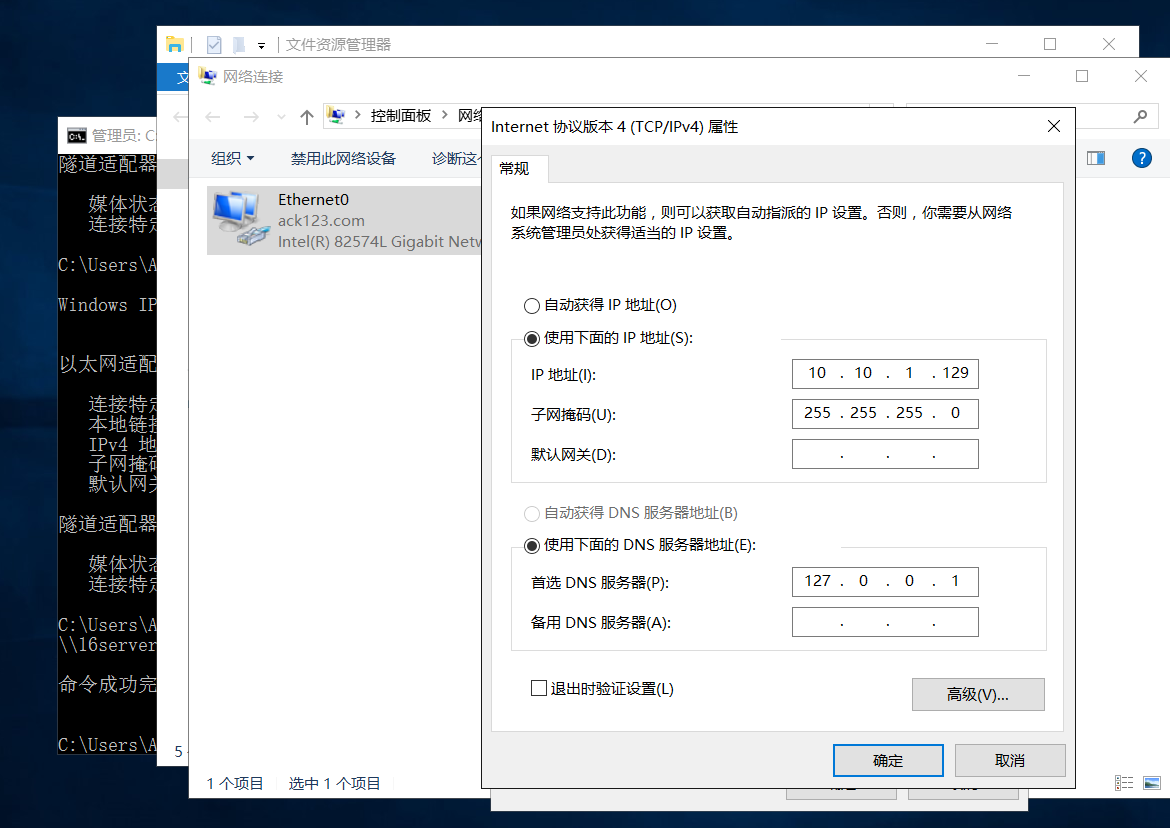 文件资源管理器
文
网络连接
控制面板
网络
管理员: C:
组织
禁用此网络设备
诊断这个
Ethernet0
ack123.com
Intel(R) 82574L Gigabit Netw
隧道适配器
媒体状态
连接特定
C:\Users\A
Windows IP
以太网适配
连接特定
本地链接
IPv4 地
子网掩码
默认网关
隧道适配器
媒体状态
连接特定
C:\Users\A
\\16server
命令成功完
C:\Users\A
5
1 个项目 选中 1 个项目
Internet 协议版本 4 (TCP/IPv4) 属性
常规
如果网络支持此功能，则可以获取自动指派的 IP 设置。否则，你需要从网络
系统管理员处获得适当的 IP 设置。
自动获得 IP 地址(O)
使用下面的 IP 地址(S):
IP 地址(I): 10 . 10 . 1 . 129
子网掩码(U): 255 . 255 . 255 . 0
默认网关(D): . . .
自动获得 DNS 服务器地址(B)
使用下面的 DNS 服务器地址(E):
首选 DNS 服务器(P): 127 . 0 . 0 . 1
备用 DNS 服务器(A): . . .
退出时验证设置(L)
高级(V)...
确定
取消